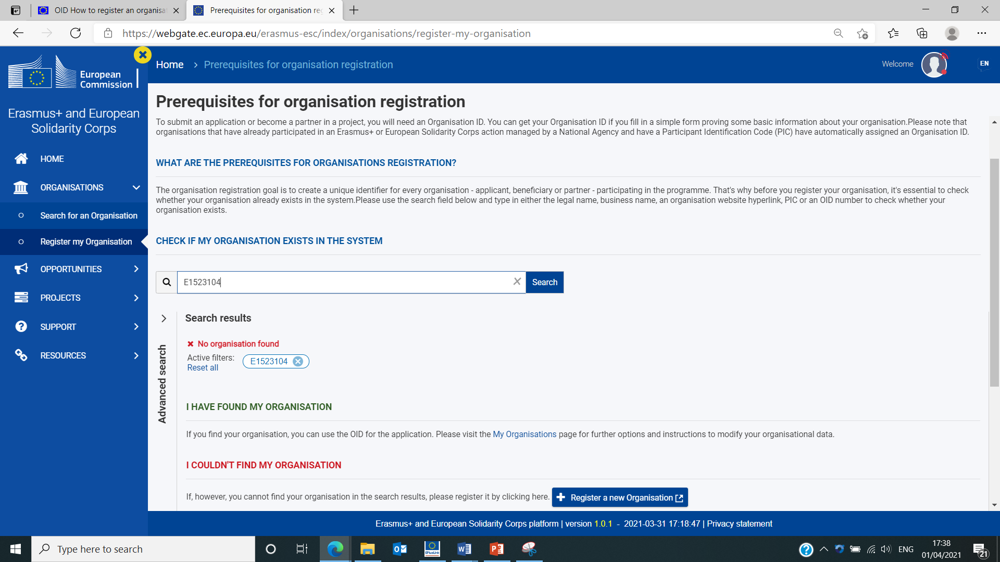 OID How to register an organisa
Prerequisites for organisation reg
https://webgate.ec.europa.eu/erasmus-esc/index/organisations/register-my-organisation
European
Commission
Home > Prerequisites for organisation registration
Welcome
EN
Erasmus+ and European
Solidarity Corps
HOME
ORGANISATIONS
Search for an Organisation
Register my Organisation
OPPORTUNITIES
PROJECTS
SUPPORT
RESOURCES
Prerequisites for organisation registration
To submit an application or become a partner in a project, you will need an Organisation ID. You can get your Organisation ID if you fill in a simple form proving some basic information about your organisation.Please note that
organisations that have already participated in an Erasmus+ or European Solidarity Corps action managed by a National Agency and have a Participant Identification Code (PIC) have automatically assigned an Organisation ID.
WHAT ARE THE PREREQUISITES FOR ORGANISATIONS REGISTRATION?
The organisation registration goal is to create a unique identifier for every organisation - applicant, beneficiary or partner - participating in the programme. That's why before you register your organisation, it's essential to check
whether your organisation already exists in the system.Please use the search field below and type in either the legal name, business name, an organisation website hyperlink, PIC or an OID number to check whether your
organisation exists.
CHECK IF MY ORGANISATION EXISTS IN THE SYSTEM
E1523104
Search
Advanced search
Search results
No organisation found
Active filters:
Reset all
E1523104
I HAVE FOUND MY ORGANISATION
If you find your organisation, you can use the OID for the application. Please visit the My Organisations page for further options and instructions to modify your organisational data.
I COULDN'T FIND MY ORGANISATION
If, however, you cannot find your organisation in the search results, please register it by clicking here.
Register a new Organisation
Erasmus+ and European Solidarity Corps platform | version 1.0.1 - 2021-03-31 17:18:47 | Privacy statement
Type here to search
EPlusLink
ENG
17:38
01/04/2021
21